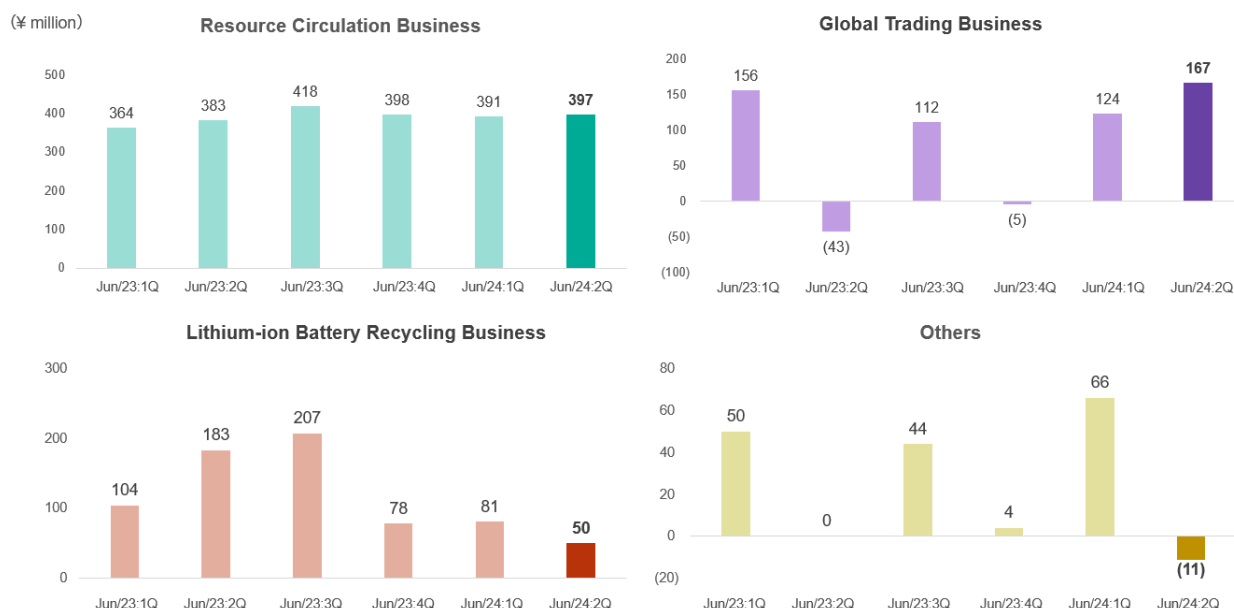 (¥ million)
Resource Circulation Business
500
400
300
200
100
0
364
383
418
398
391
397
Jun/23:1Q
Jun/23:2Q
Jun/23:3Q
Jun/23:4Q
Jun/24:1Q
Jun/24:2Q
Global Trading Business
200
150
100
50
0
(50)
(100)
156
(43)
112
(5)
124
167
Jun/23:1Q
Jun/23:2Q
Jun/23:3Q
Jun/23:4Q
Jun/24:1Q
Jun/24:2Q
Lithium-ion Battery Recycling Business
300
200
100
0
104
183
207
78
81
50
Jun/23:1Q
Jun/23:2Q
Jun/23:3Q
Jun/23:4Q
Jun/24:1Q
Jun/24:2Q
Others
80
60
40
20
0
(20)
50
0
44
4
66
(11)
Jun/23:1Q
Jun/23:2Q
Jun/23:3Q
Jun/23:4Q
Jun/24:1Q
Jun/24:2Q